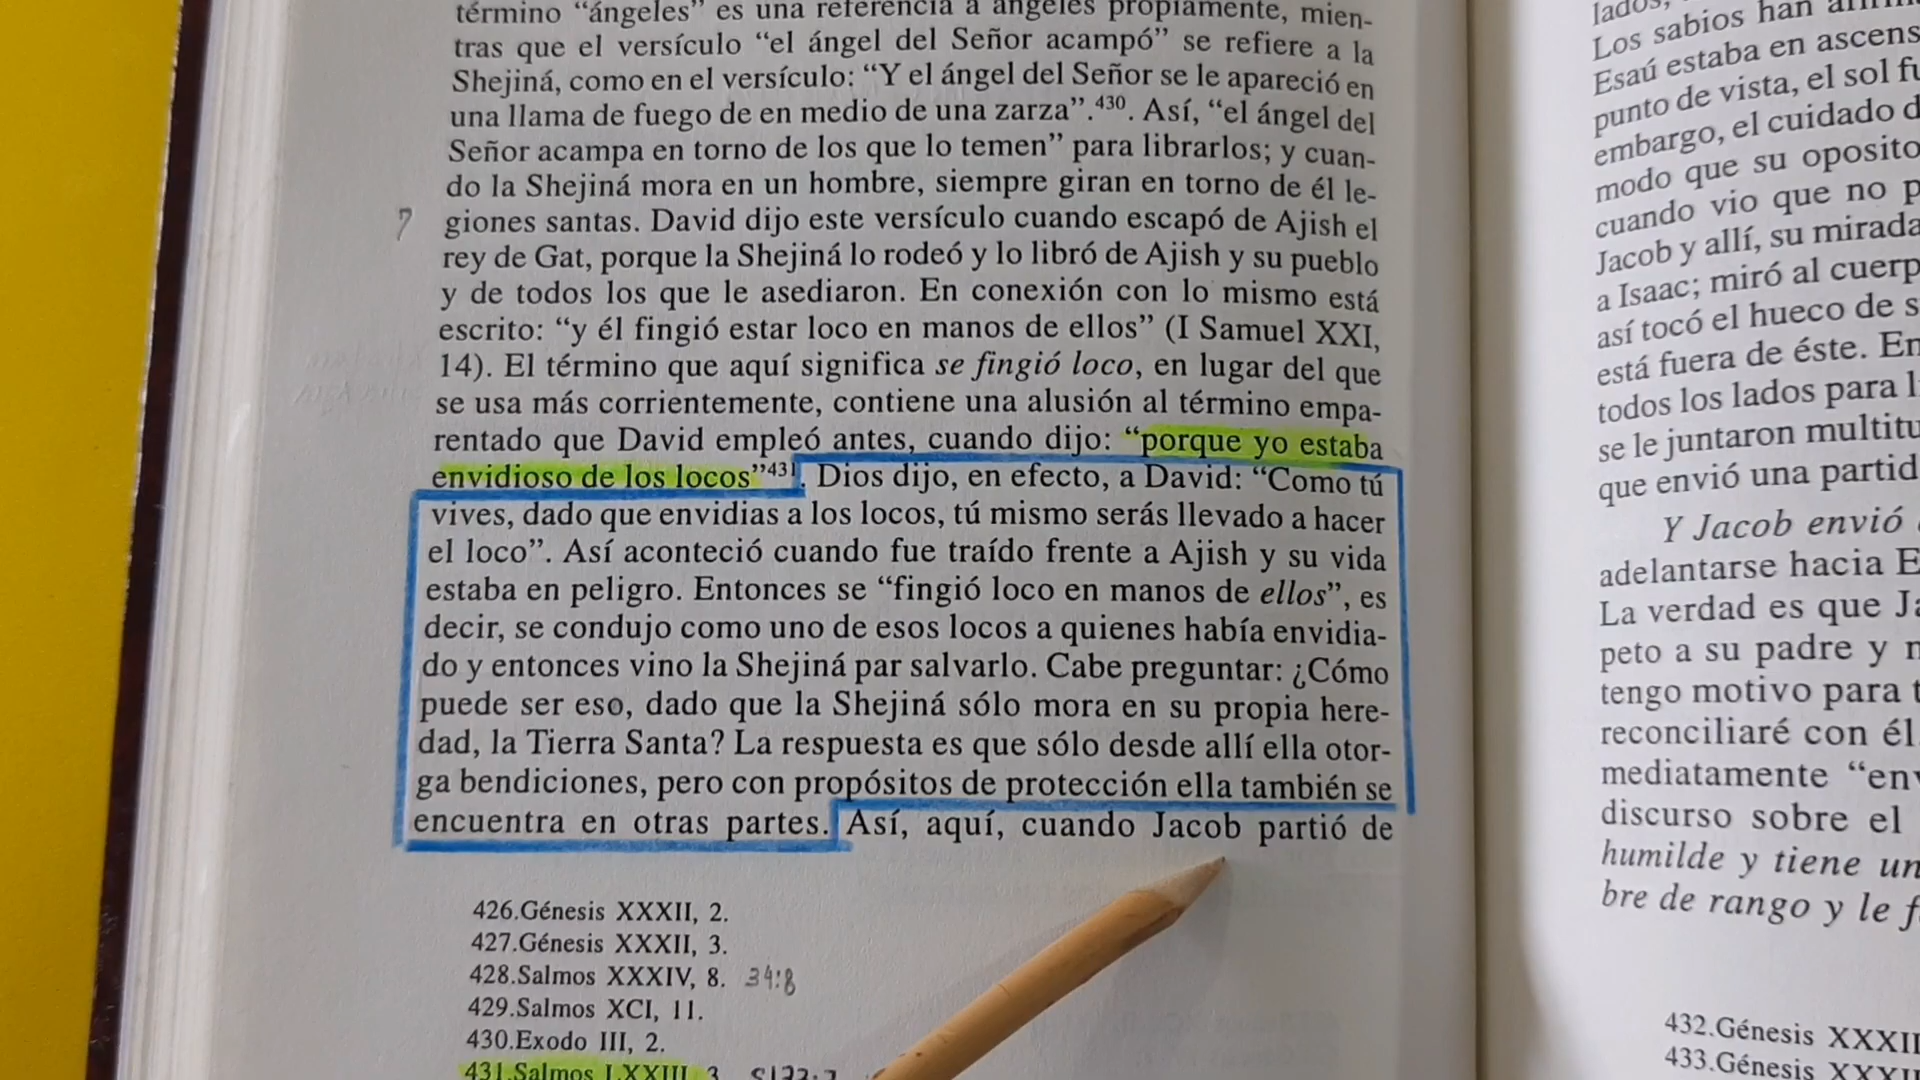 término “ángeles” es una referencia a ángeles propiamente, mien-
tras que el versículo “el ángel del Señor acampó” se refiere a la
Shejiná, como en el versículo: “Y el ángel del Señor se le apareció en
una llama de fuego de en medio de una zarza”.430. Así, “el ángel del
Señor acampa en torno de los que lo temen” para librarlos; y cuan-
do la Shejiná mora en un hombre, siempre giran en torno de él le-
7 giones santas. David dijo este versículo cuando escapó de Ajish el
rey de Gat, porque la Shejiná lo rodeó y lo libró de Ajish y su pueblo
y de todos los que le asediaron. En conexión con lo mismo está
escrito: “y él fingió estar loco en manos de ellos” (I Samuel XXI,
14). El término que aquí significa se fingió loco, en lugar del que
se usa más corrientemente, contiene una alusión al término empa-
rentado que David empleó antes, cuando dijo: “porque yo estaba
envidioso de los locos”431. Dios dijo, en efecto, a David: “Como tú
vives, dado que envidias a los locos, tú mismo serás llevado a hacer
el loco”. Así aconteció cuando fue traído frente a Ajish y su vida
estaba en peligro. Entonces se “fingió loco en manos de ellos”, es
decir, se condujo como uno de esos locos a quienes había envidia-
do y entonces vino la Shejiná par salvarlo. Cabe preguntar: ¿Cómo
puede ser eso, dado que la Shejiná sólo mora en su propia here-
dad, la Tierra Santa? La respuesta es que sólo desde allí ella otor-
ga bendiciones, pero con propósitos de protección ella también se
encuentra en otras partes. Así, aquí, cuando Jacob partió de
426.Génesis XXXII, 2.
427.Génesis XXXII, 3.
428.Salmos XXXIV, 8. 34:8
429.Salmos XCI, 11.
430.Exodo III, 2.
431.Salmos LXXIII, 3.
lados,
Los sabios han
Esaú estaba en
punto de vista, el sol
embargo, el cuidado
modo que su
cuando vio que no
Jacob y allí, su mirada
a Isaac; miró al
así tocó el hueco de
está fuera de éste.
todos los lados para
se le juntaron
que envió una
Y Jacob envió
adelantarse hacia
La verdad es que
peto a su padre y
tengo motivo para
reconciliaré con él
mediatamente
discurso sobre el
humilde y tiene
bre de rango y le
432.Génesis
433.Génesis